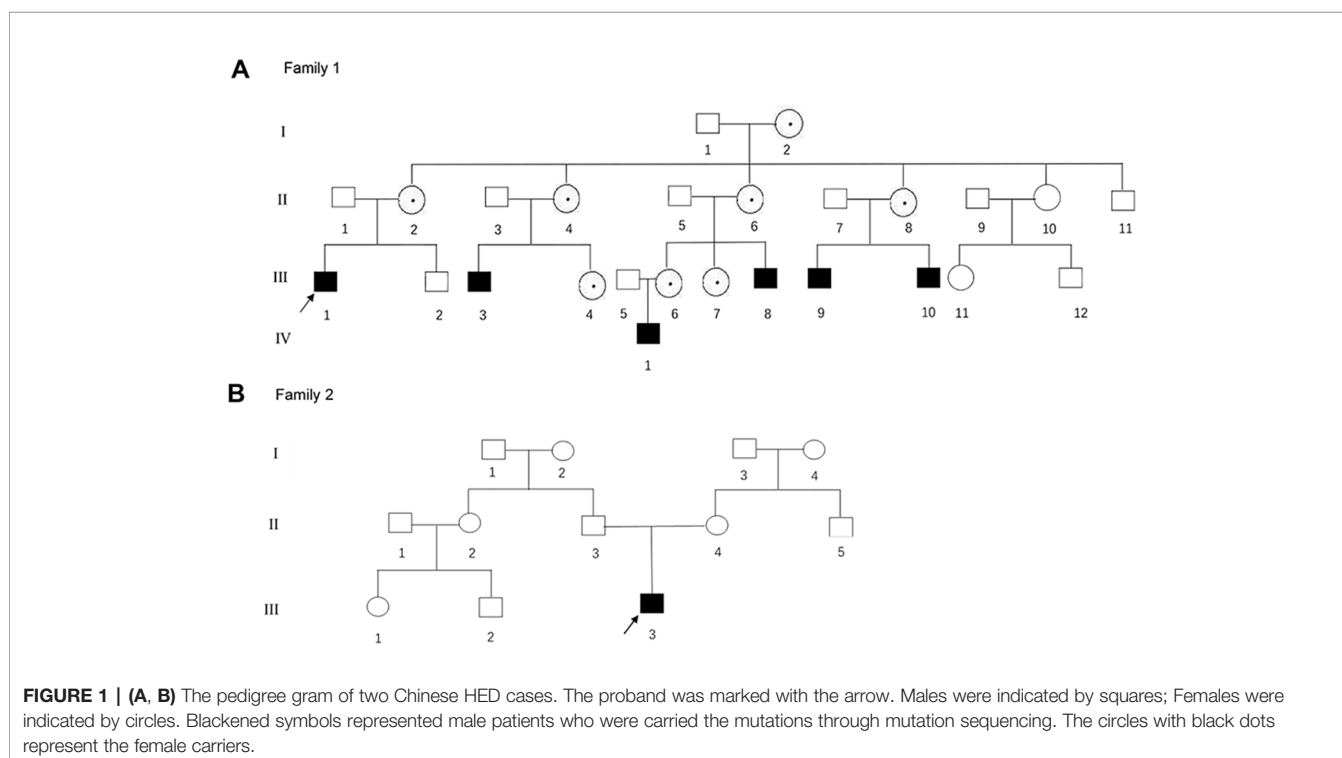 A Family 1
I
1 2
II
1 2 3 4 5 6 7 8 9 10 11
III
1 2 3 4 5 6 7 8 9 10 11 12
IV
1
B Family 2
I
1 2 3 4
II
1 2 3 4 5
III
1 2 3
FIGURE 1 | (A, B) The pedigree gram of two Chinese HED cases. The proband was marked with the arrow. Males were indicated by squares; Females were
indicated by circles. Blackened symbols represented male patients who were carried the mutations through mutation sequencing. The circles with black dots
represent the female carriers.